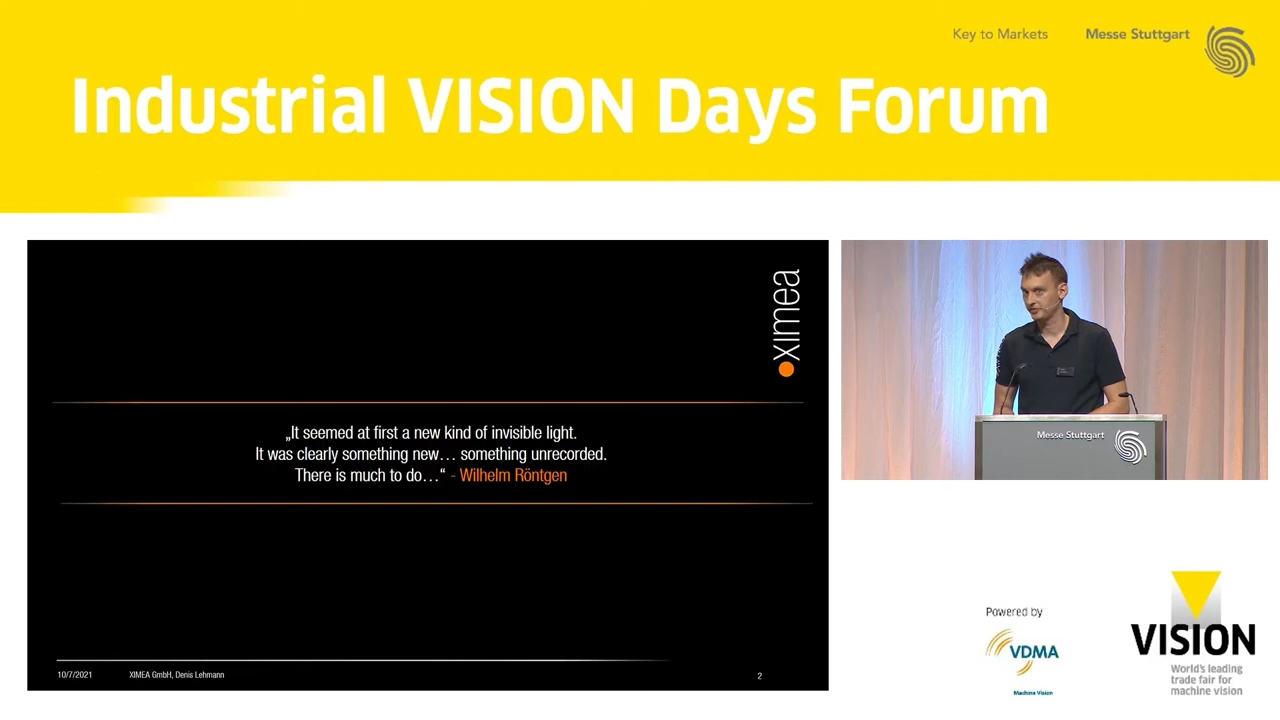 Key to Markets
Messe Stuttgart
Industrial VISION Days Forum
ximea
„It seemed at first a new kind of invisible light.
It was clearly something new… something unrecorded.
There is much to do…“ - Wilhelm Röntgen
10/7/2021
XIMEA GmbH, Denis Lehmann
2
Messe Stuttgart
Powered by
VDMA
Machine Vision
VISION
World's leading
trade fair for
machine vision